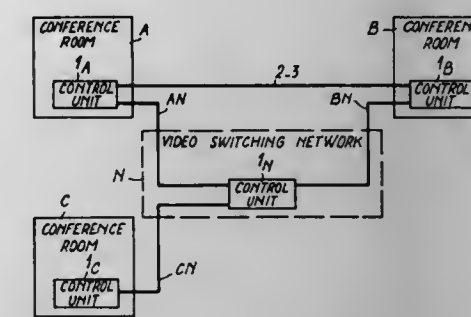 CONFERENCE
ROOM
A
1A
CONTROL
UNIT
2-3
AN
B
ROOM
1B
CONTROL
UNIT
BN
VIDEO SWITCHING NETWORK
N
1N
CONTROL
UNIT
C
CONFERENCE
ROOM
1C
CONTROL
UNIT
CN